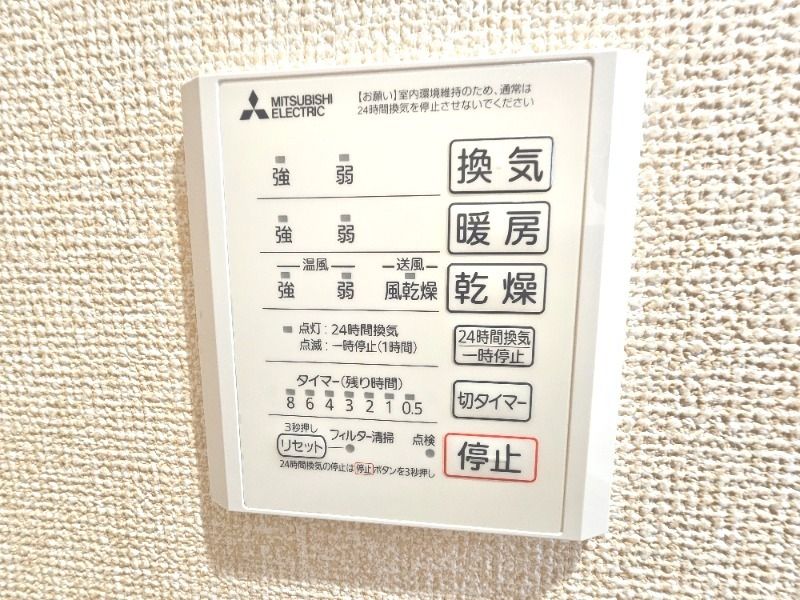 MITSUBISHI ELECTRIC
【お願い】室内環境維持のため、通常は
24時間換気を停止させないでください
強 弱 換気
強 弱 暖房
温風 送風
強 弱 風乾燥 乾燥
点灯:24時間換気
点滅:一時停止(1時間)
24時間換気
一時停止
タイマー(残り時間)
8 6 4 3 2 1 0.5
切タイマー
3秒押し
リセット フィルター清掃 点検
停止
24時間換気の停止は停止ボタンを3秒押し